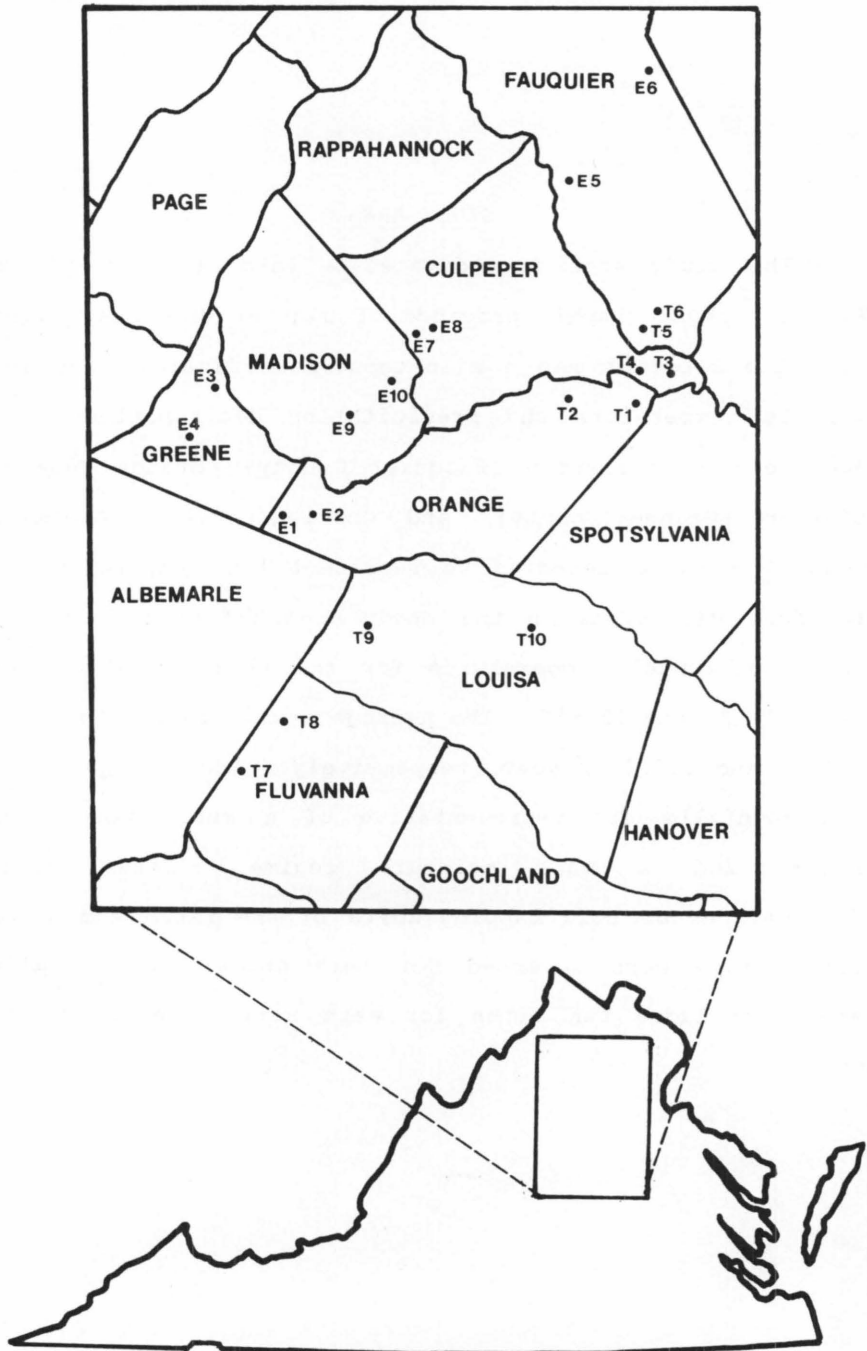 FAUQUIER
E6
RAPPAHANNOCK
E5
PAGE
CULPEPER
T6
E8
T5
E7
MADISON
T4
T3
E3
E10
T2
T1
E9
E4
GREENE
ORANGE
E1
E2
SPOTSYLVANIA
ALBEMARLE
T9
T10
LOUISA
T8
T7
FLUVANNA
HANOVER
GOOCHLAND